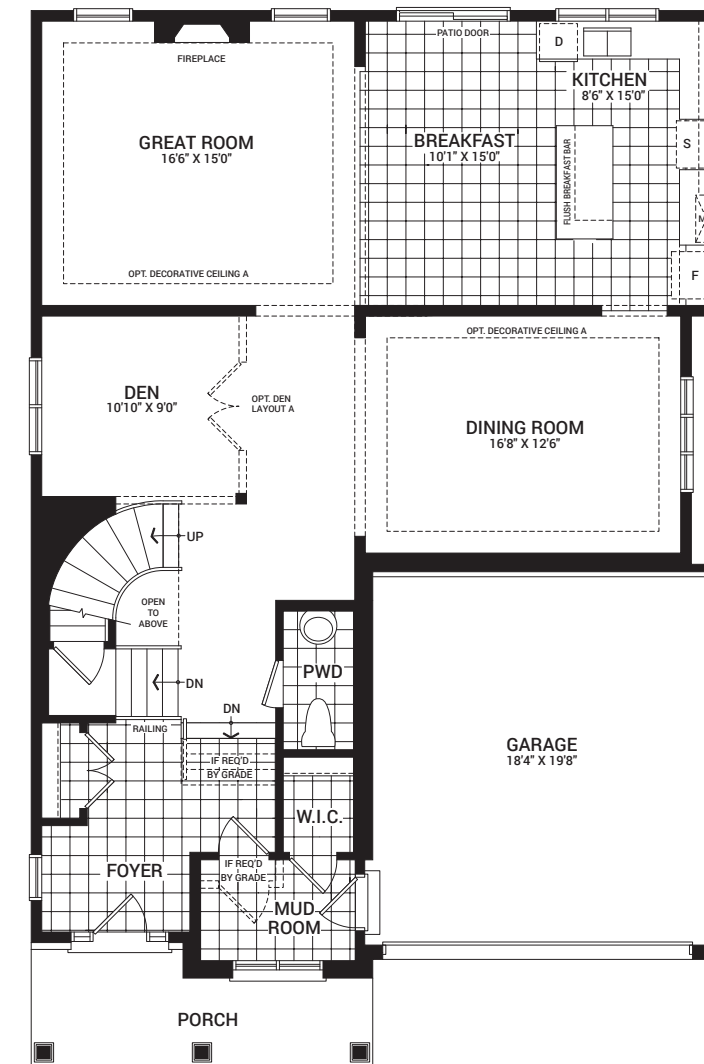 FIREPLACE
GREAT ROOM
16'6" X 15'0"
OPT. DECORATIVE CEILING A
PATIO DOOR
D
KITCHEN
8'6" X 15'0"
BREAKFAST
10'1" X 15'0"
FLUSH BREAKFAST BAR
S
M
F
DEN
10'10" X 9'0"
OPT. DEN
LAYOUT A
OPT. DECORATIVE CEILING A
DINING ROOM
16'8" X 12'6"
UP
OPEN
TO
ABOVE
DN
RAILING
DN
IF REQ'D
BY GRADE
PWD
W.I.C.
GARAGE
18'4" X 19'8"
FOYER
IF REQ'D
BY GRADE
MUD
ROOM
PORCH